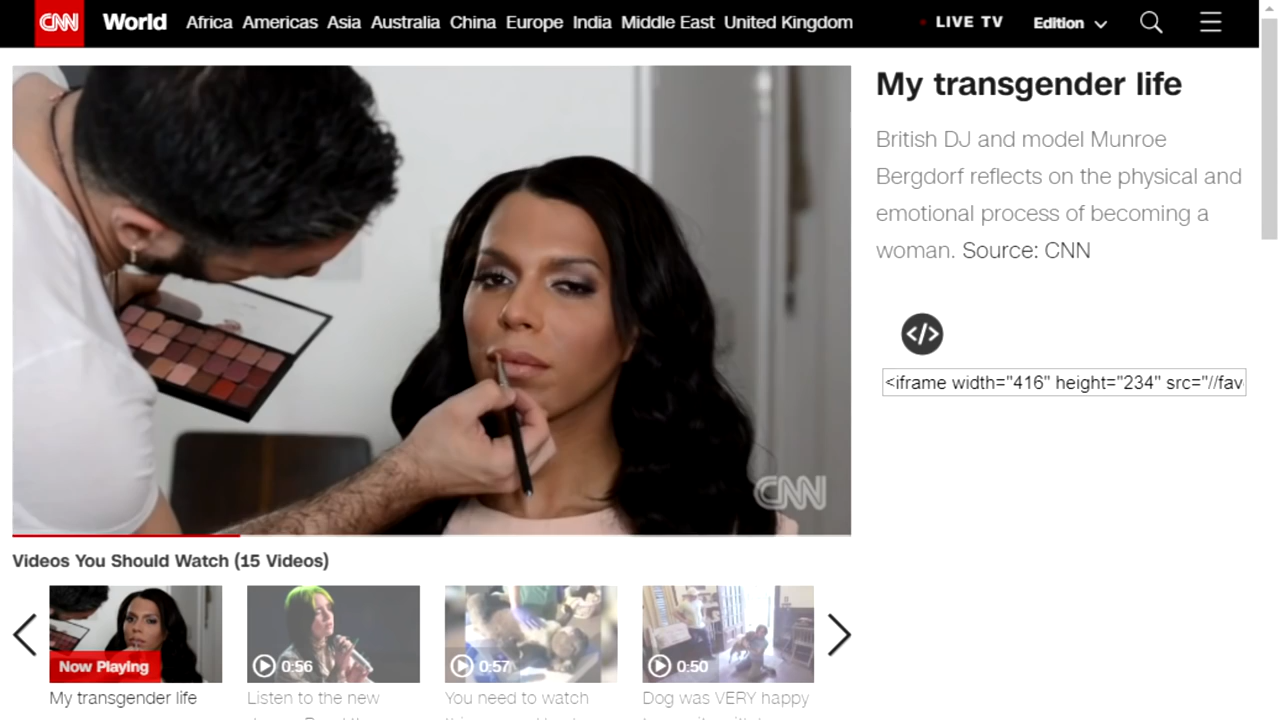 CNN World Africa Americas Asia Australia China Europe India Middle East United Kingdom LIVE TV Edition
My transgender life
British DJ and model Munroe
Bergdorf reflects on the physical and
emotional process of becoming a
woman. Source: CNN
</>
<iframe width="416" height="234" src="//fav
CNN
Videos You Should Watch (15 Videos)
Now Playing 0:56 0:57 0:50
My transgender life
Listen to the new
You need to watch
Dog was VERY happy